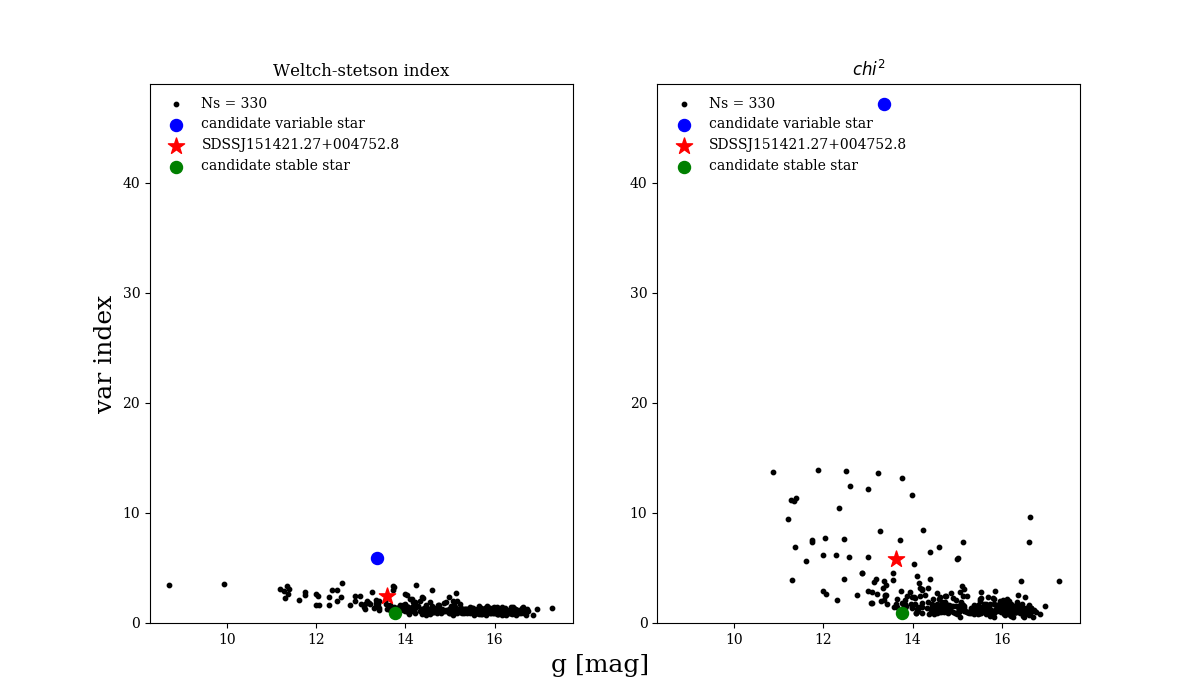 Weltch-stetson index
Ns = 330
candidate variable star
SDSSJ151421.27+004752.8
candidate stable star
40
30
20
10
0
10 12 14 16
var index
chi²
Ns = 330
candidate variable star
SDSSJ151421.27+004752.8
candidate stable star
40
30
20
10
0
10 12 14 16
g [mag]